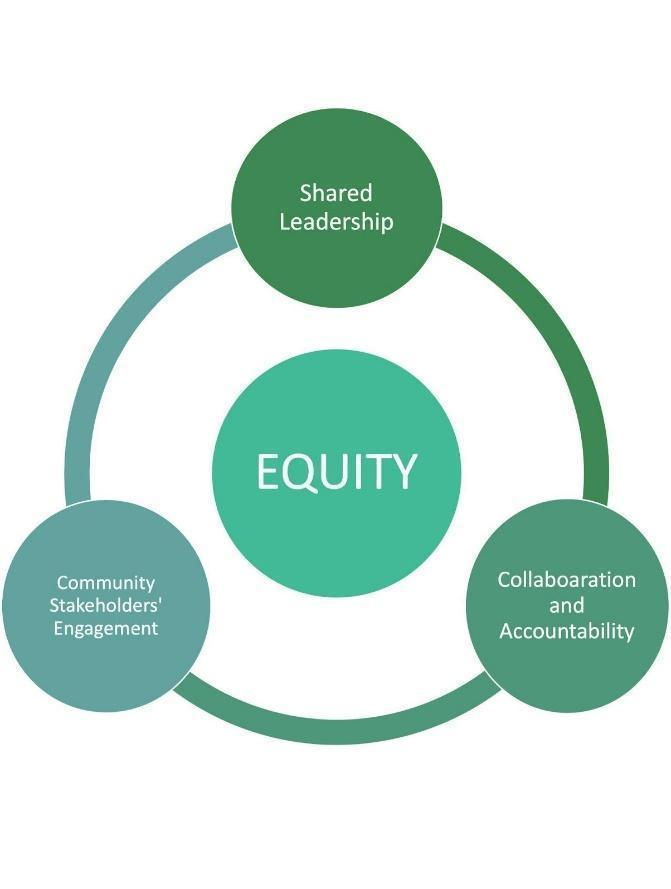 Shared
Leadership
EQUITY
Community
Stakeholders'
Engagement
Collaboaration
and
Accountability